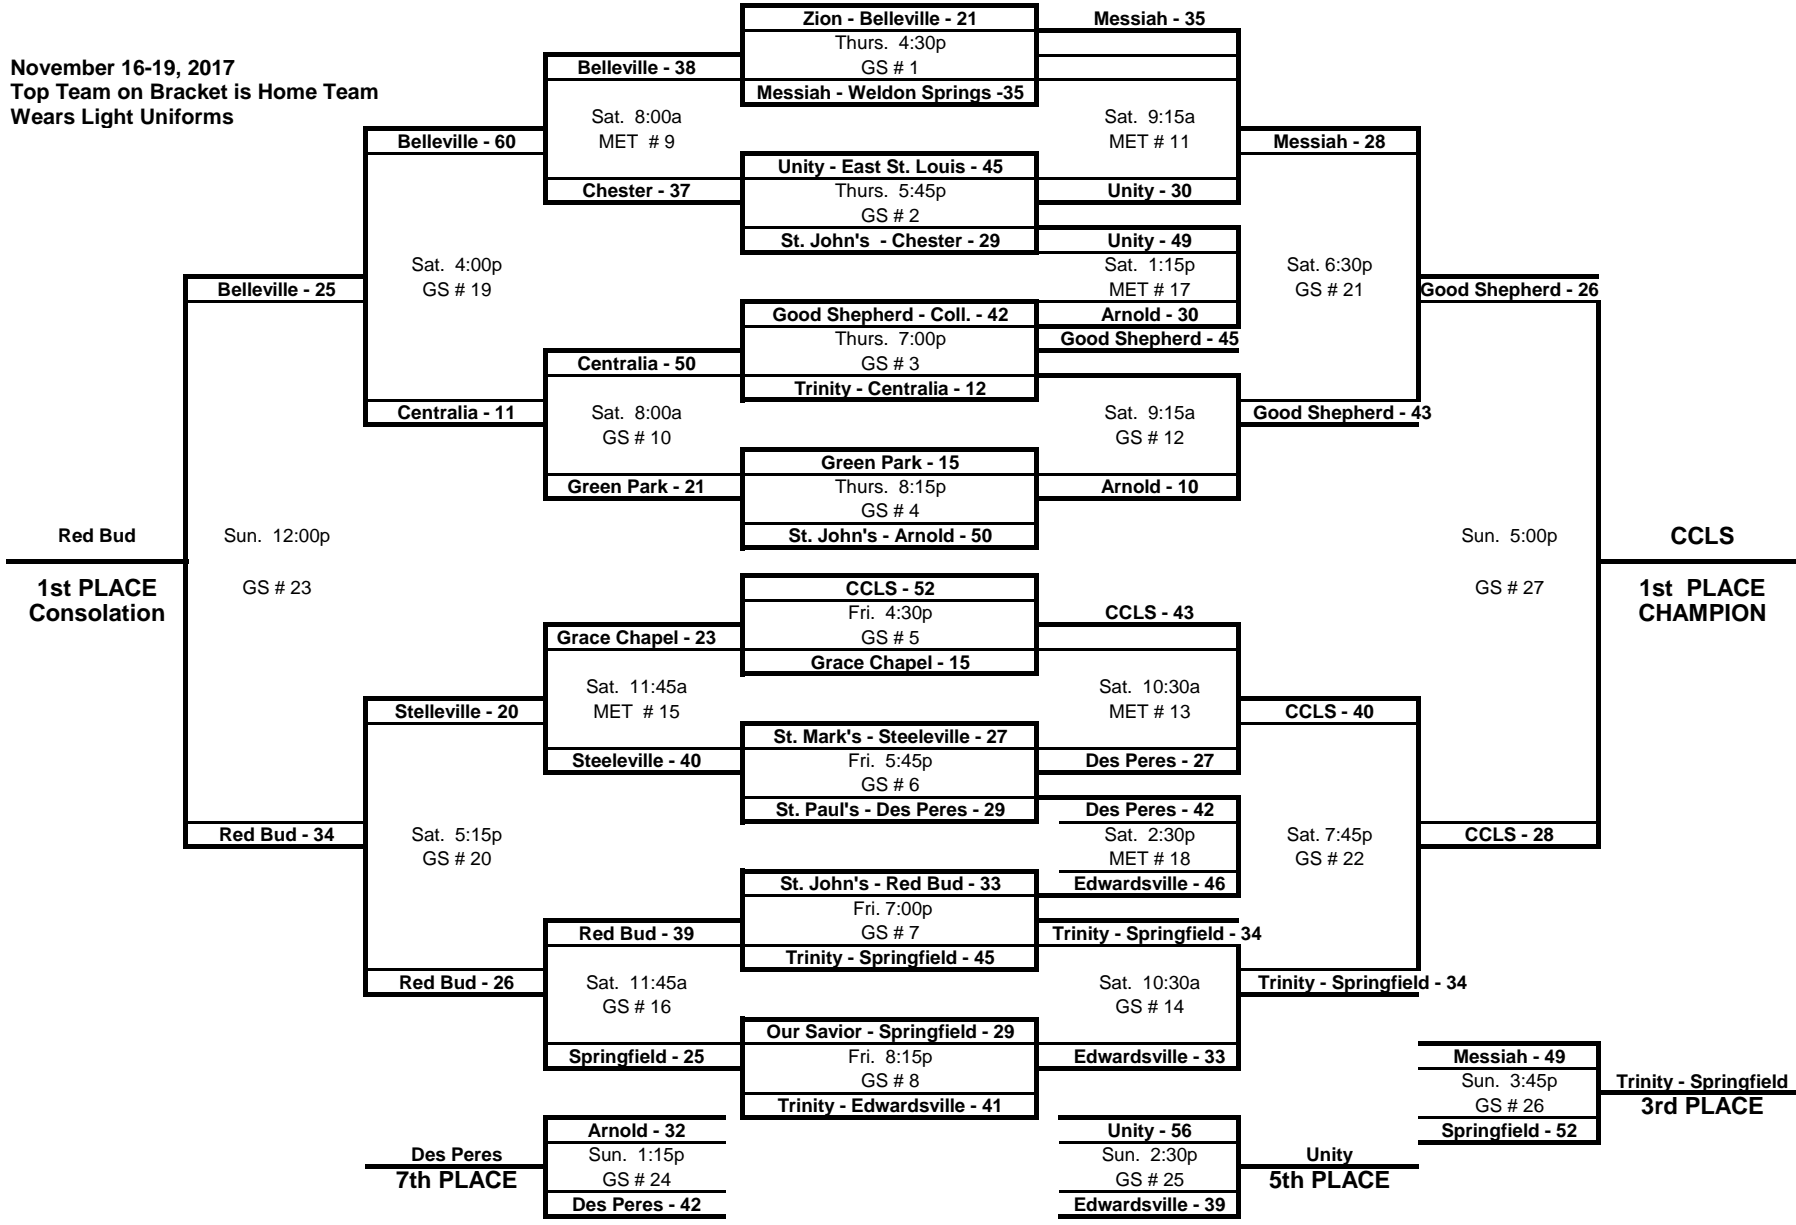 November 16-19, 2017
Top Team on Bracket is Home Team
Wears Light Uniforms
Zion - Belleville - 21
Thurs. 4:30p
GS # 1
Messiah - Weldon Springs -35
Unity - East St. Louis - 45
Thurs. 5:45p
GS # 2
St. John's - Chester - 29
Good Shepherd - Coll. - 42
Thurs. 7:00p
GS # 3
Trinity - Centralia - 12
Green Park - 15
Thurs. 8:15p
GS # 4
St. John's - Arnold - 50
CCLS - 52
Fri. 4:30p
GS # 5
Grace Chapel - 15
St. Mark's - Steeleville - 27
Fri. 5:45p
GS # 6
St. Paul's - Des Peres - 29
St. John's - Red Bud - 33
Fri. 7:00p
GS # 7
Trinity - Springfield - 45
Our Savior - Springfield - 29
Fri. 8:15p
GS # 8
Trinity - Edwardsville - 41
Belleville - 38
Sat. 8:00a
MET # 9
Chester - 37
Centralia - 50
Sat. 8:00a
GS # 10
Green Park - 21
Grace Chapel - 23
Sat. 11:45a
MET # 15
Steeleville - 40
Red Bud - 39
Sat. 11:45a
GS # 16
Springfield - 25
Belleville - 60
Sat. 4:00p
GS # 19
Centralia - 11
Stelleville - 20
Sat. 5:15p
GS # 20
Red Bud - 26
Belleville - 25
Sun. 12:00p
GS # 23
Red Bud - 34
Red Bud
1st PLACE
Consolation
Messiah - 35
Sat. 9:15a
MET # 11
Unity - 30
Unity - 49
Sat. 1:15p
MET # 17
Arnold - 30
Good Shepherd - 45
Sat. 9:15a
GS # 12
Arnold - 10
CCLS - 43
Sat. 10:30a
MET # 13
Des Peres - 27
Des Peres - 42
Sat. 2:30p
MET # 18
Edwardsville - 46
Trinity - Springfield - 34
Sat. 10:30a
GS # 14
Edwardsville - 33
Messiah - 28
Sat. 6:30p
GS # 21
Good Shepherd - 43
CCLS - 40
Sat. 7:45p
GS # 22
Trinity - Springfield - 34
Good Shepherd - 26
Sun. 5:00p
GS # 27
CCLS - 28
CCLS
1st PLACE
CHAMPION
Messiah - 49
Sun. 3:45p
GS # 26
Springfield - 52
Trinity - Springfield
3rd PLACE
Arnold - 32
Sun. 1:15p
GS # 24
Des Peres - 42
Des Peres
7th PLACE
Unity - 56
Sun. 2:30p
GS # 25
Edwardsville - 39
Unity
5th PLACE